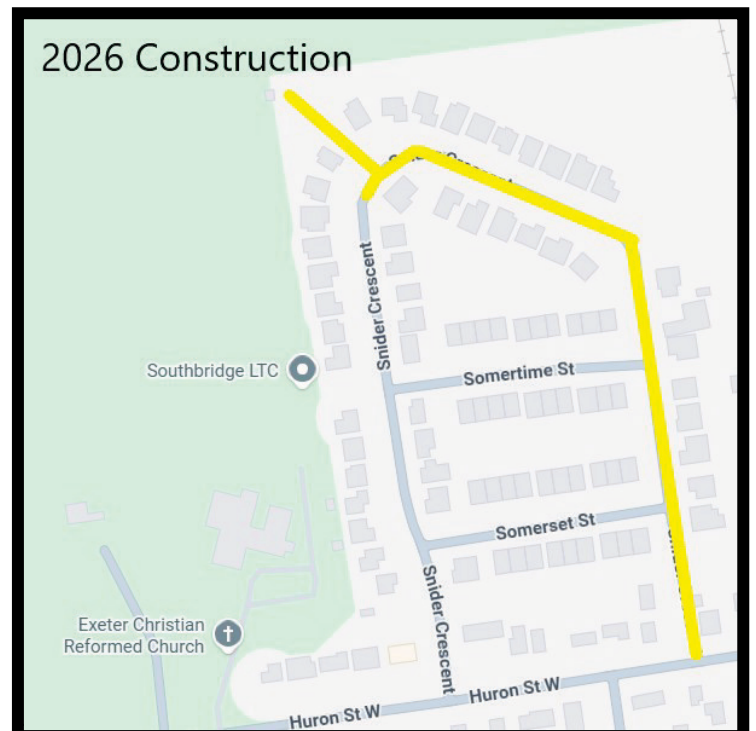 2026 Construction
Snider Crescent
Southbridge LTC
Somertime St
Somerset St
Snider Crescent
Exeter Christian
Reformed Church
Huron St W
Huron St W